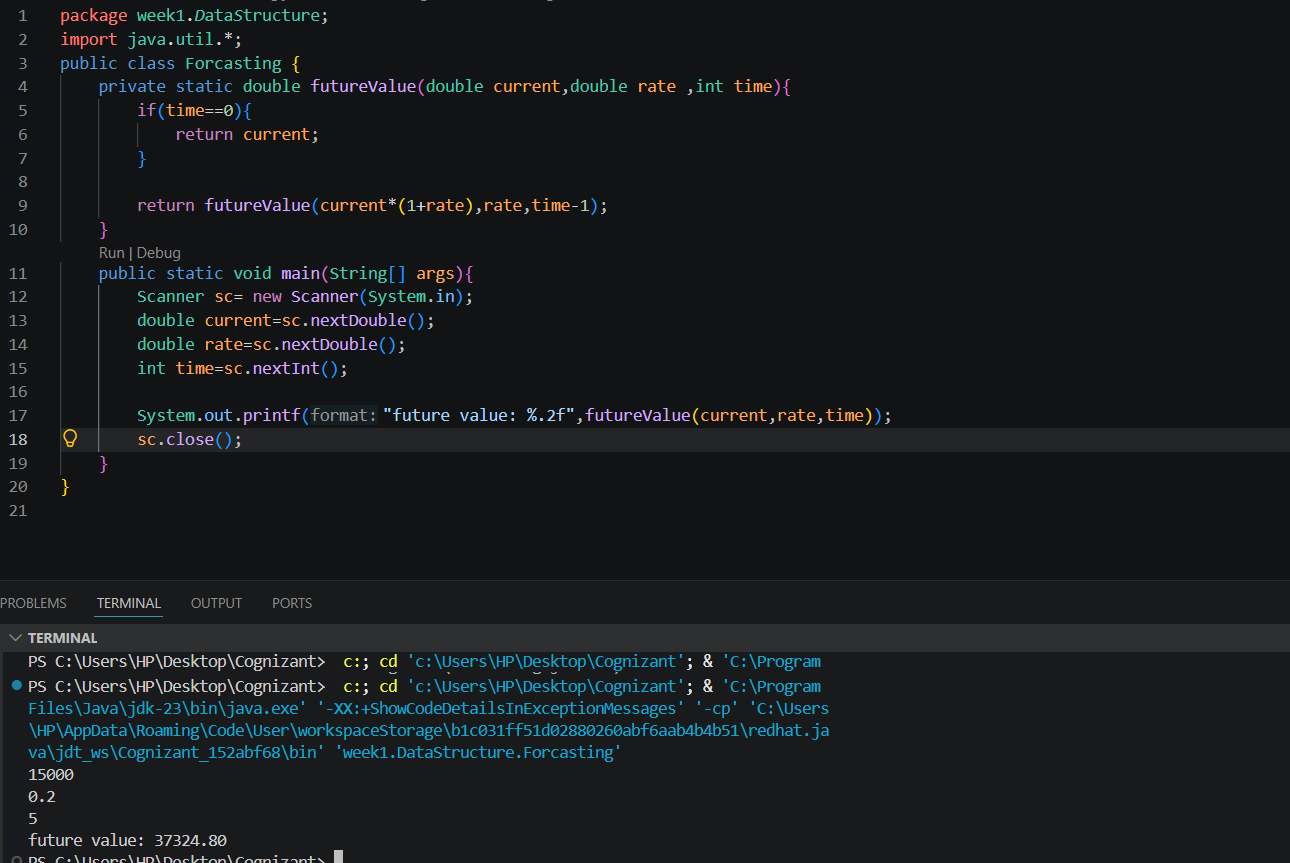 1 package week1.DataStructure;
2 import java.util.*;
3 public class Forcasting {
4 private static double futureValue(double current,double rate ,int time){
5 if(time==0){
6 return current;
7 }
8
9 return futureValue(current*(1+rate),rate,time-1);
10 }
Run | Debug
11 public static void main(String[] args){
12 Scanner sc= new Scanner(System.in);
13 double current=sc.nextDouble();
14 double rate=sc.nextDouble();
15 int time=sc.nextInt();
16
17 System.out.printf(format: "future value: %.2f",futureValue(current,rate,time));
18 sc.close();
19 }
20 }
21
PROBLEMS TERMINAL OUTPUT PORTS
TERMINAL
PS C:\Users\HP\Desktop\Cognizant> c:; cd 'c:\Users\HP\Desktop\Cognizant'; & 'C:\Program
PS C:\Users\HP\Desktop\Cognizant> c:; cd 'c:\Users\HP\Desktop\Cognizant'; & 'C:\Program
Files\Java\jdk-23\bin\java.exe' '-XX:+ShowCodeDetailsInExceptionMessages' '-cp' 'C:\Users
\HP\AppData\Roaming\Code\User\workspaceStorage\b1c031ff51d02880260abf6aab4b4b51\redhat.ja
va\jdt_ws\Cognizant_152abf68\bin' 'week1.DataStructure.Forcasting'
15000
0.2
5
future value: 37324.80
PS C:\Users\HP\Desktop\Cognizant>